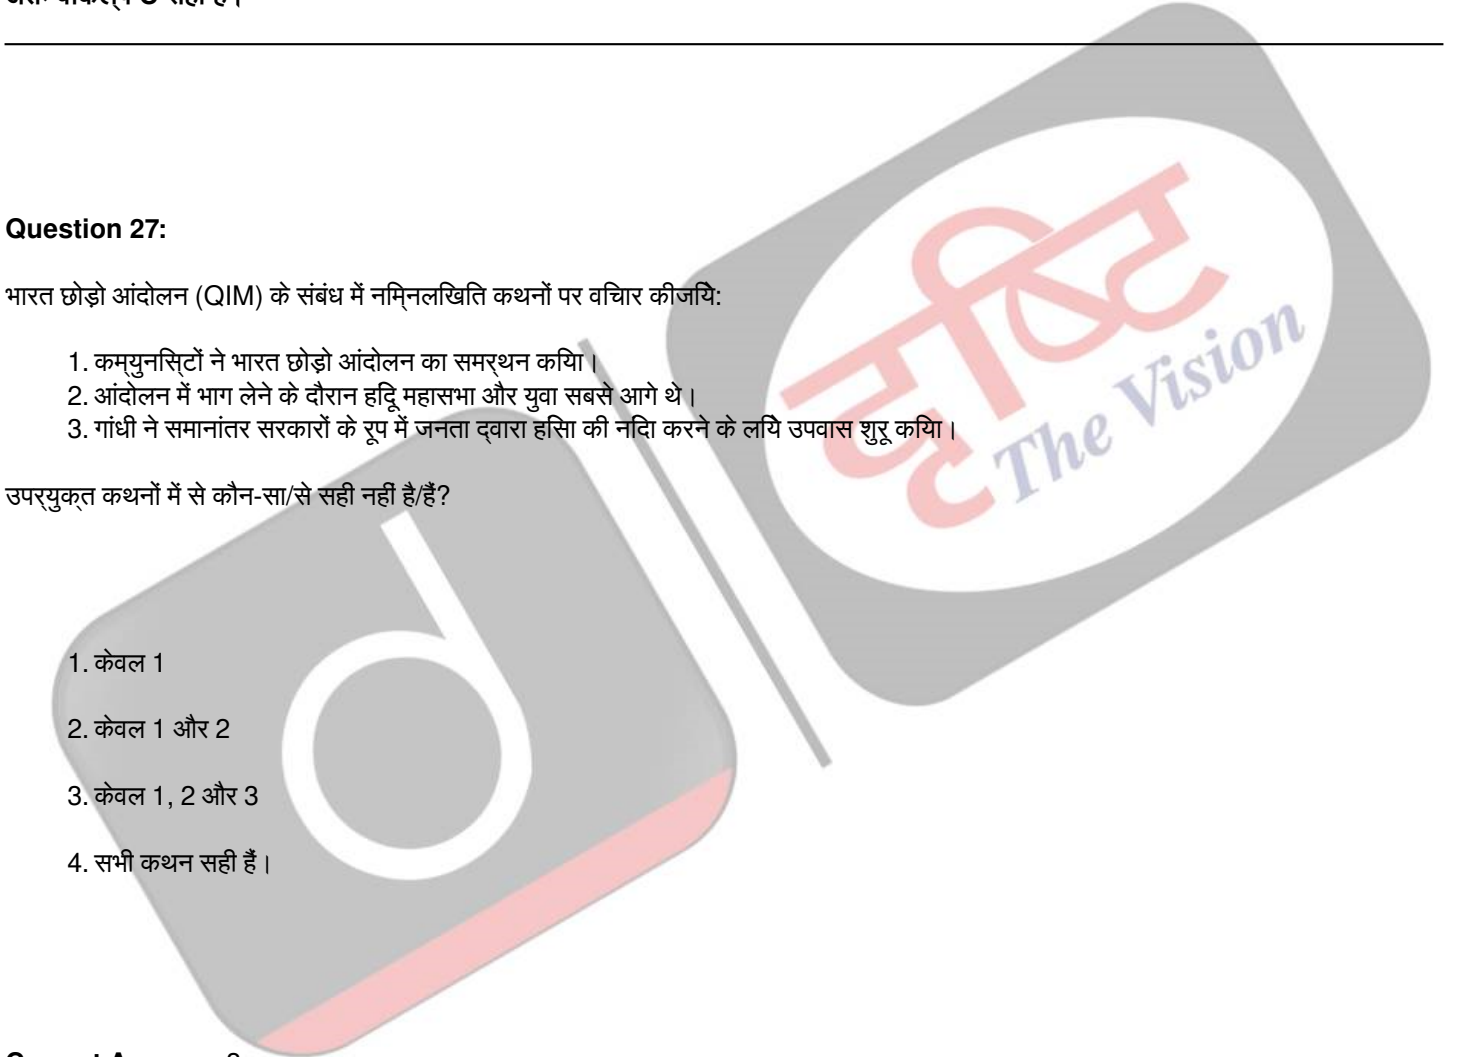 Question 27:
भारत छोड़ो आंदोलन (QIM) के संबंध में निम्नलिखित कथनों पर विचार कीजिये:
1. कम्युनिस्टों ने भारत छोड़ो आंदोलन का समर्थन किया।
2. आंदोलन में भाग लेने के दौरान हिंदू महासभा और युवा सबसे आगे थे।
3. गांधी ने समानांतर सरकारों के रूप में जनता द्वारा हिंसा की निंदा करने के लिये उपवास शुरू किया।
दृष्टि
The Vision
उपर्युक्त कथनों में से कौन-सा/से सही नहीं है/हैं?
d
1. केवल 1
2. केवल 1 और 2
3. केवल 1, 2 और 3
4. सभी कथन सही हैं।